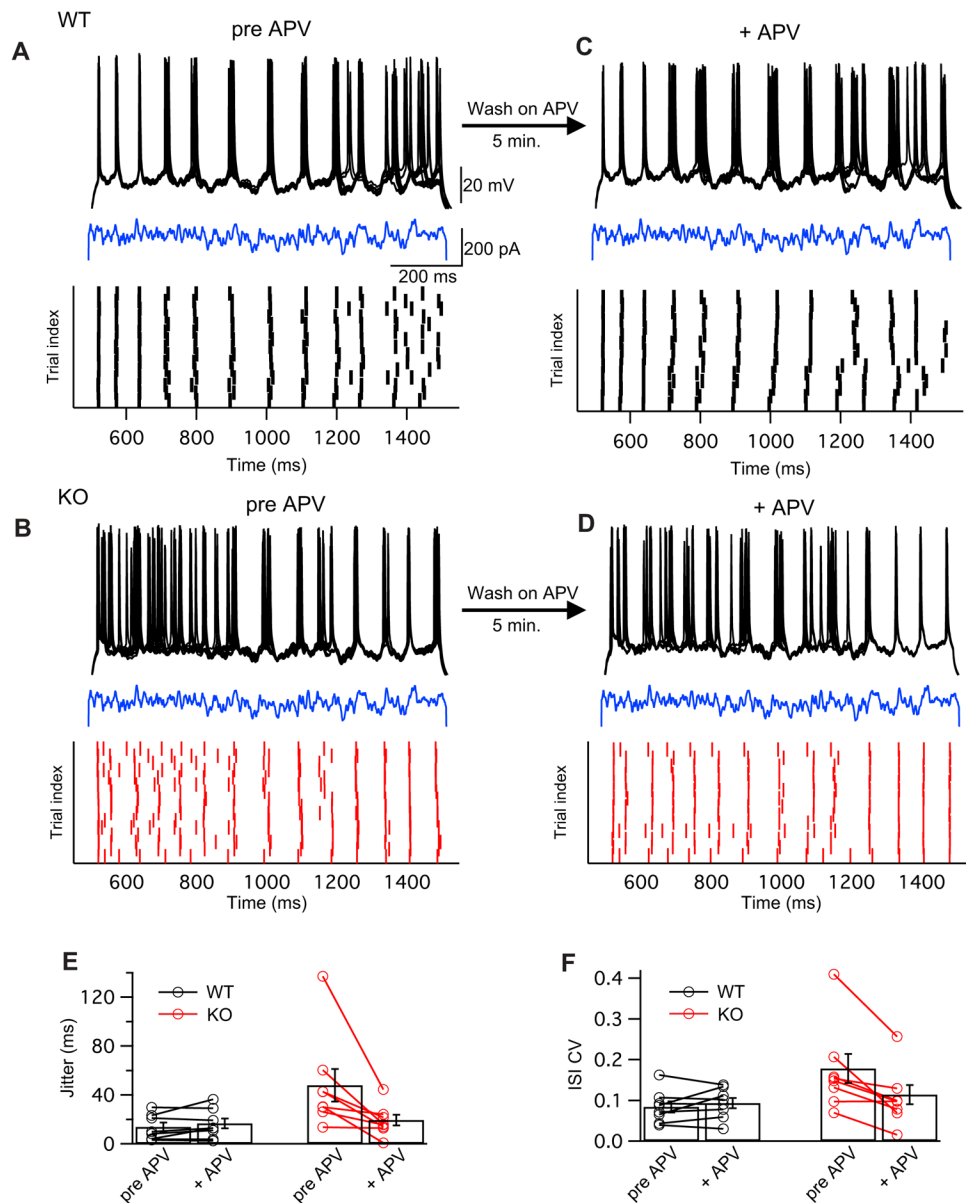 WT
A
pre APV
C
+ APV
Wash on APV
5 min.
20 mV
200 pA
200 ms
Trial index
600 800 1000 1200 1400
Time (ms)
Trial index
600 800 1000 1200 1400
Time (ms)
KO
B
pre APV
D
+ APV
Wash on APV
5 min.
Trial index
600 800 1000 1200 1400
Time (ms)
Trial index
600 800 1000 1200 1400
Time (ms)
E
Jitter (ms)
120
80
40
0
WT
KO
pre APV
+ APV
pre APV
+ APV
F
ISI CV
0.4
0.3
0.2
0.1
0.0
WT
KO
pre APV
+ APV
pre APV
+ APV